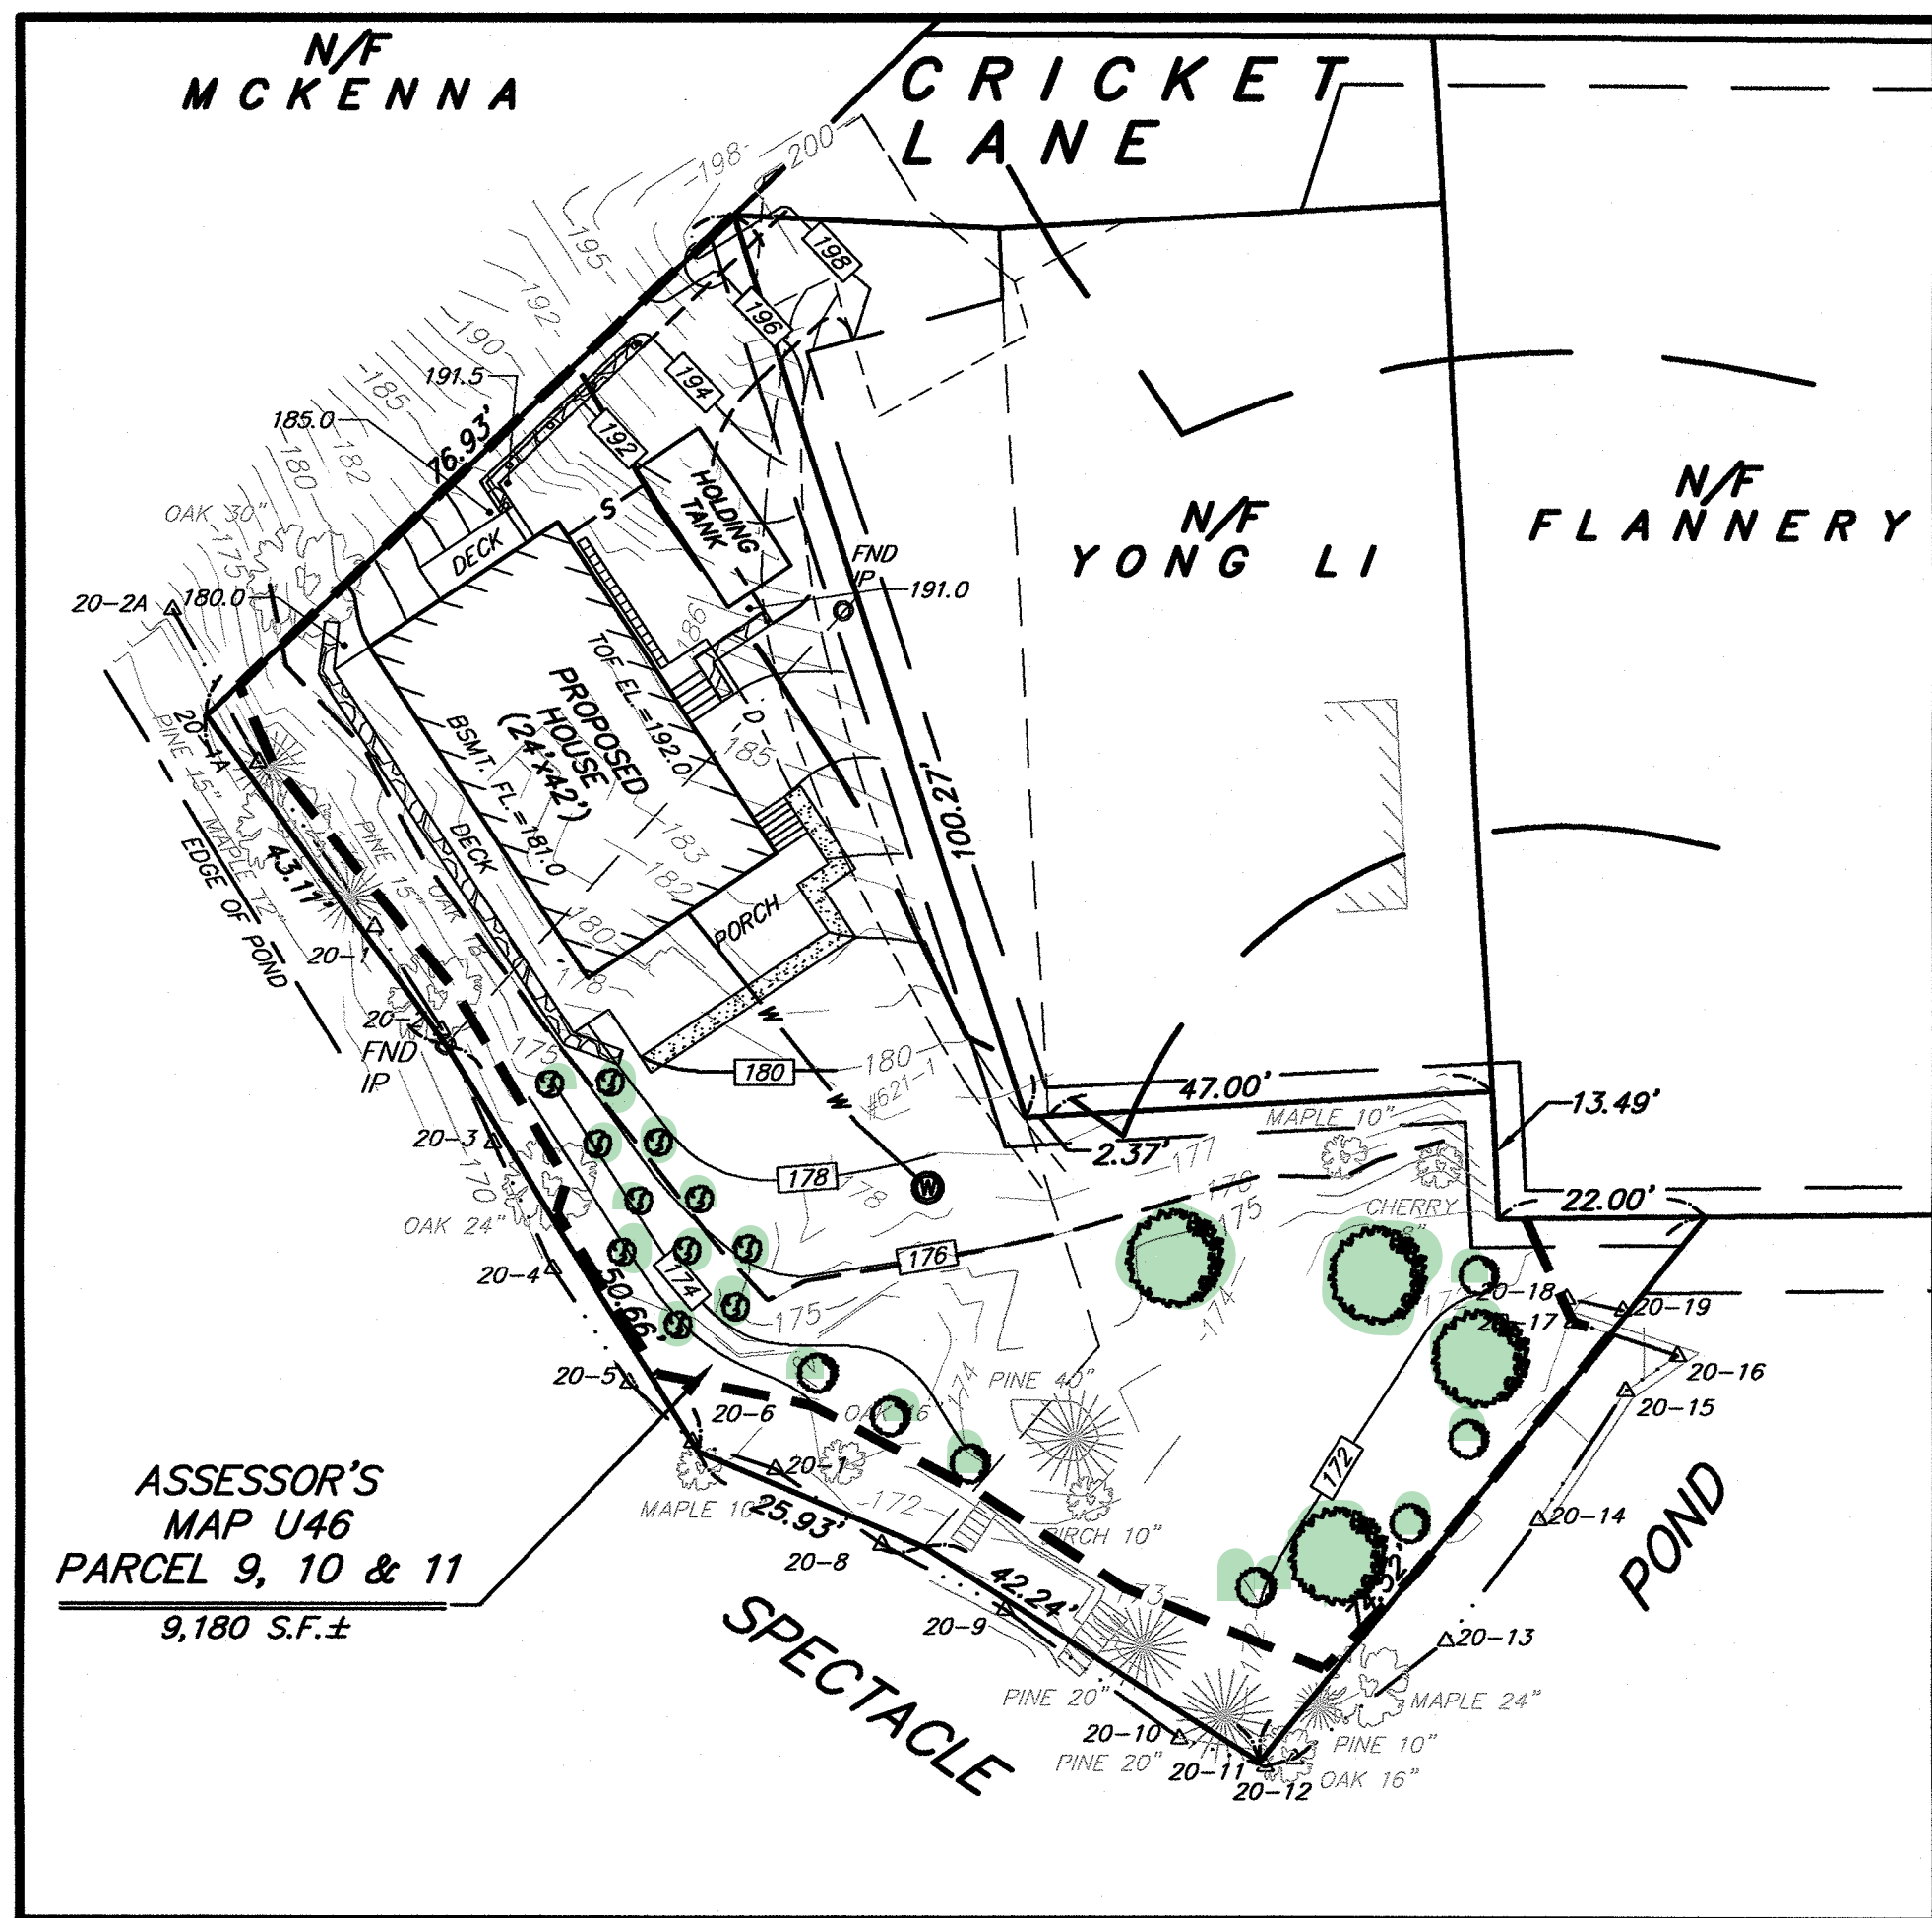 N/F
MCKENNA
CRICKET
LANE
-198-
200
198
-195-
196
192-
-190
191.5
194
-185-
185.0
76.93'
192
182
180
HOLDING
TANK
N/F
YONG LI
N/F
FLANNERY
OAK 30"
S
DECK
FND
IP
191.0
175
20-2A
180.0
186
TOF EL.=192.0
PROPOSED
HOUSE
(24'x42')
BSMT. FL.=181.0
D
185
20-1A
PINE 15"
MAPLE 12"
PINE 15"
OAK 18"
DECK
183
182
100.27'
43.11'
EDGE OF POND
180
PORCH
178
20-1
20-2
FND
IP
175
W
180
-180
#621-1
W
47.00'
13.49'
MAPLE 10"
20-3
2.37'
177
170
178
178
W
176
175
CHERRY
8"
22.00'
OAK 24"
20-4
174
176
-174
50.66'
175
20-18
20-19
20-17
20-5
20-6
174
PINE 40"
OAK 16"
20-16
20-15
ASSESSOR'S
MAP U46
PARCEL 9, 10 & 11
9,180 S.F.±
20-1
172
MAPLE 10"
-172-
25.93'
BIRCH 10"
20-14
POND
20-8
42.24'
173
20-9
20-13
172
SPECTACLE
PINE 20"
MAPLE 24"
20-10
PINE 20"
20-11
PINE 10"
20-12
OAK 16"